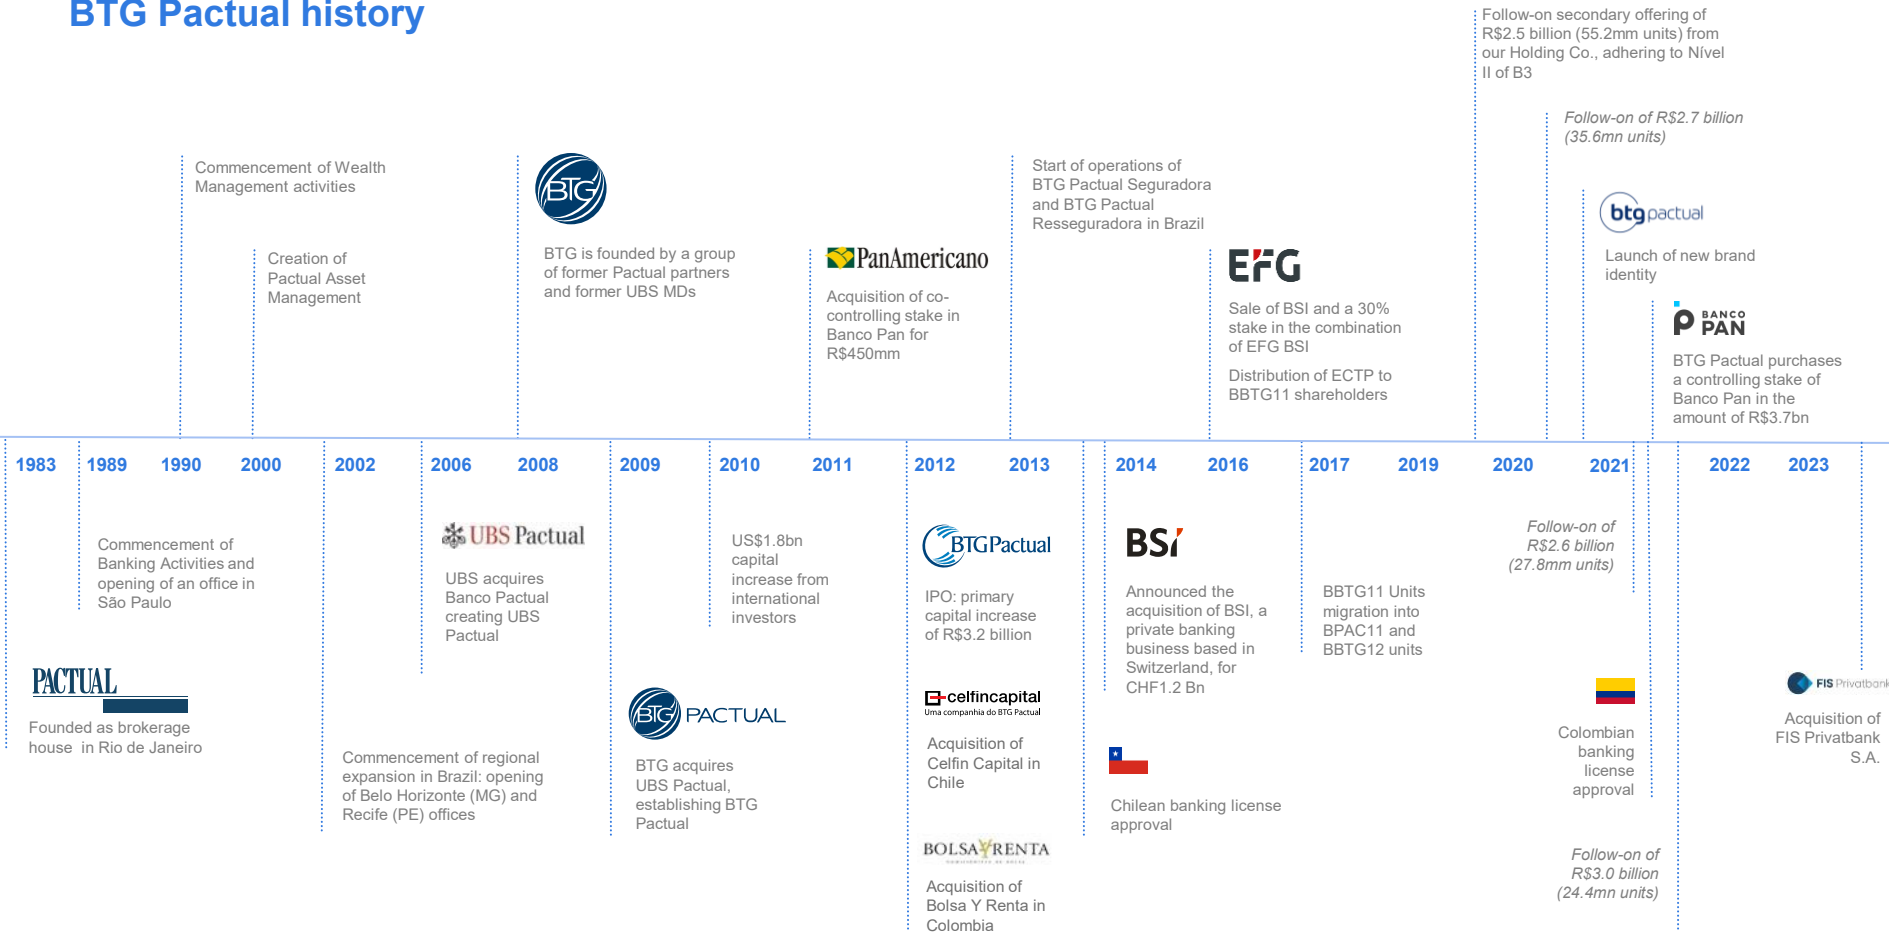 BTG Pactual history
Follow-on secondary offering of
R$2.5 billion (55.2mm units) from
our Holding Co., adhering to Nível
II of B3
Follow-on of R$2.7 billion
(35.6mn units)
Commencement of Wealth
Management activities
Creation of
Pactual Asset
Management
BTG
BTG is founded by a group
of former Pactual partners
and former UBS MDs
PanAmericano
Acquisition of co-
controlling stake in
Banco Pan for
R$450mm
Start of operations of
BTG Pactual Seguradora
and BTG Pactual
Resseguradora in Brazil
EFG
Sale of BSI and a 30%
stake in the combination
of EFG BSI
Distribution of ECTP to
BBTG11 shareholders
btgpactual
Launch of new brand
identity
BANCO
PAN
BTG Pactual purchases
a controlling stake of
Banco Pan in the
amount of R$3.7bn
1983 1989 1990 2000 2002 2006 2008 2009 2010 2011 2012 2013 2014 2016 2017 2019 2020 2021 2022 2023
PACTUAL
Founded as brokerage
house in Rio de Janeiro
Commencement of
Banking Activities and
opening of an office in
São Paulo
Commencement of regional
expansion in Brazil: opening
of Belo Horizonte (MG) and
Recife (PE) offices
UBS Pactual
UBS acquires
Banco Pactual
creating UBS
Pactual
BTG PACTUAL
BTG acquires
UBS Pactual,
establishing BTG
Pactual
US$1.8bn
capital
increase from
international
investors
BTGPactual
IPO: primary
capital increase
of R$3.2 billion
celfincapital
Uma companhia do BTG Pactual
Acquisition of
Celfin Capital in
Chile
BOLSA Y RENTA
Acquisition of
Bolsa Y Renta in
Colombia
BSI
Announced the
acquisition of BSI, a
private banking
business based in
Switzerland, for
CHF1.2 Bn
Chilean banking license
approval
BBTG11 Units
migration into
BPAC11 and
BBTG12 units
Follow-on of
R$2.6 billion
(27.8mm units)
Colombian
banking
license
approval
Follow-on of
R$3.0 billion
(24.4mn units)
FIS Privatbank
Acquisition of
FIS Privatbank
S.A.